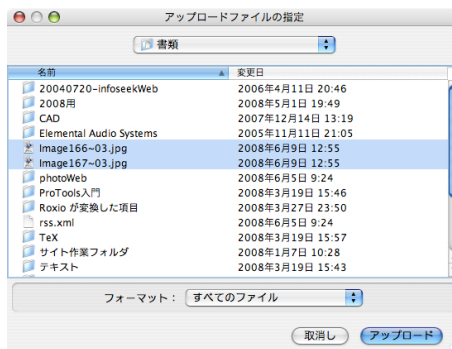 アップロードファイルの指定
書類
名前 変更日
20040720-infoseekWeb 2006年4月11日 20:46
2008用 2008年5月1日 19:49
CAD 2007年12月14日 13:19
Elemental Audio Systems 2005年11月11日 21:05
Image166~03.jpg 2008年6月9日 12:55
Image167~03.jpg 2008年6月9日 12:55
photoWeb 2008年6月5日 9:24
ProTools入門 2008年3月19日 15:46
Roxio が変換した項目 2008年3月27日 23:50
rss.xml 2008年6月5日 9:24
TeX 2008年3月19日 15:57
サイト作業フォルダ 2008年1月7日 10:28
テキスト 2008年3月19日 15:43
フォーマット： すべてのファイル
取消し アップロード